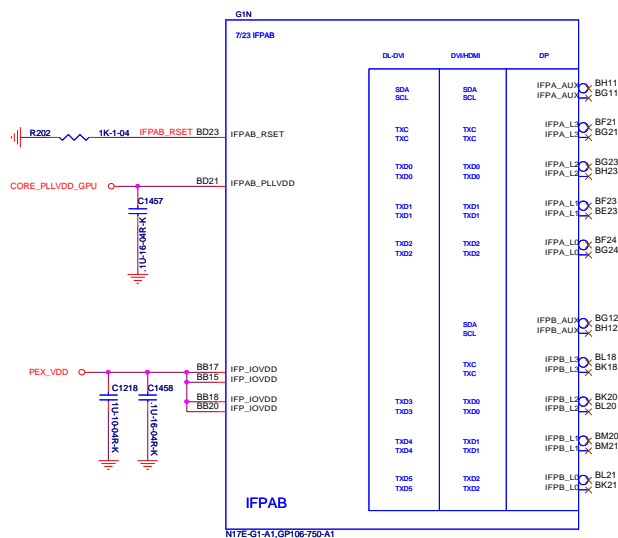 G1N
7/23 IFPAB
DL-DVI DVI/HDMI DP
SDA SDA IFPA_AUX BH11
SCL SCL IFPA_AUX BG11
TXC TXC IFPA_L3 BF21
TXC TXC IFPA_L3 BG21
R202 1K-1-04 IFPAB_RSET BD23 IFPAB_RSET
TXD0 TXD0 IFPA_L2 BG23
TXD0 TXD0 IFPA_L2 BH23
CORE_PLLVDD_GPU BD21 IFPAB_PLLVDD
C1457
.1U-16-04R-K
TXD1 TXD1 IFPA_L1 BF23
TXD1 TXD1 IFPA_L1 BE23
TXD2 TXD2 IFPA_L0 BF24
TXD2 TXD2 IFPA_L0 BG24
SDA IFPB_AUX BG12
SCL IFPB_AUX BH12
TXC IFPB_L3 BL18
TXC IFPB_L3 BK18
PEX_VDD BB17 IFP_IOVDD
BB15 IFP_IOVDD
C1218 C1458
1U-10-04R-K .1U-16-04R-K
BB18 IFP_IOVDD
BB20 IFP_IOVDD
TXD3 TXD0 IFPB_L2 BK20
TXD3 TXD0 IFPB_L2 BL20
TXD4 TXD1 IFPB_L1 BM20
TXD4 TXD1 IFPB_L1 BM21
TXD5 TXD2 IFPB_L0 BL21
TXD5 TXD2 IFPB_L0 BK21
IFPAB
N17E-G1-A1,GP106-750-A1